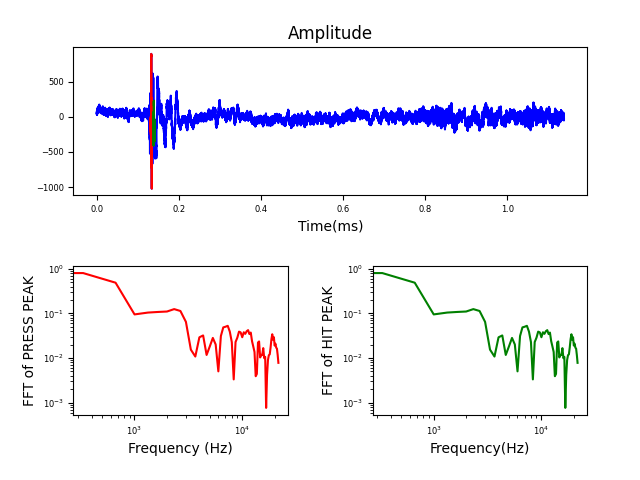 Amplitude
500
0
−500
−1000
0.0 0.2 0.4 0.6 0.8 1.0
Time(ms)
FFT of PRESS PEAK
10⁰
10⁻¹
10⁻²
10⁻³
10³ 10⁴
Frequency (Hz)
FFT of HIT PEAK
10⁰
10⁻¹
10⁻²
10⁻³
10³ 10⁴
Frequency(Hz)